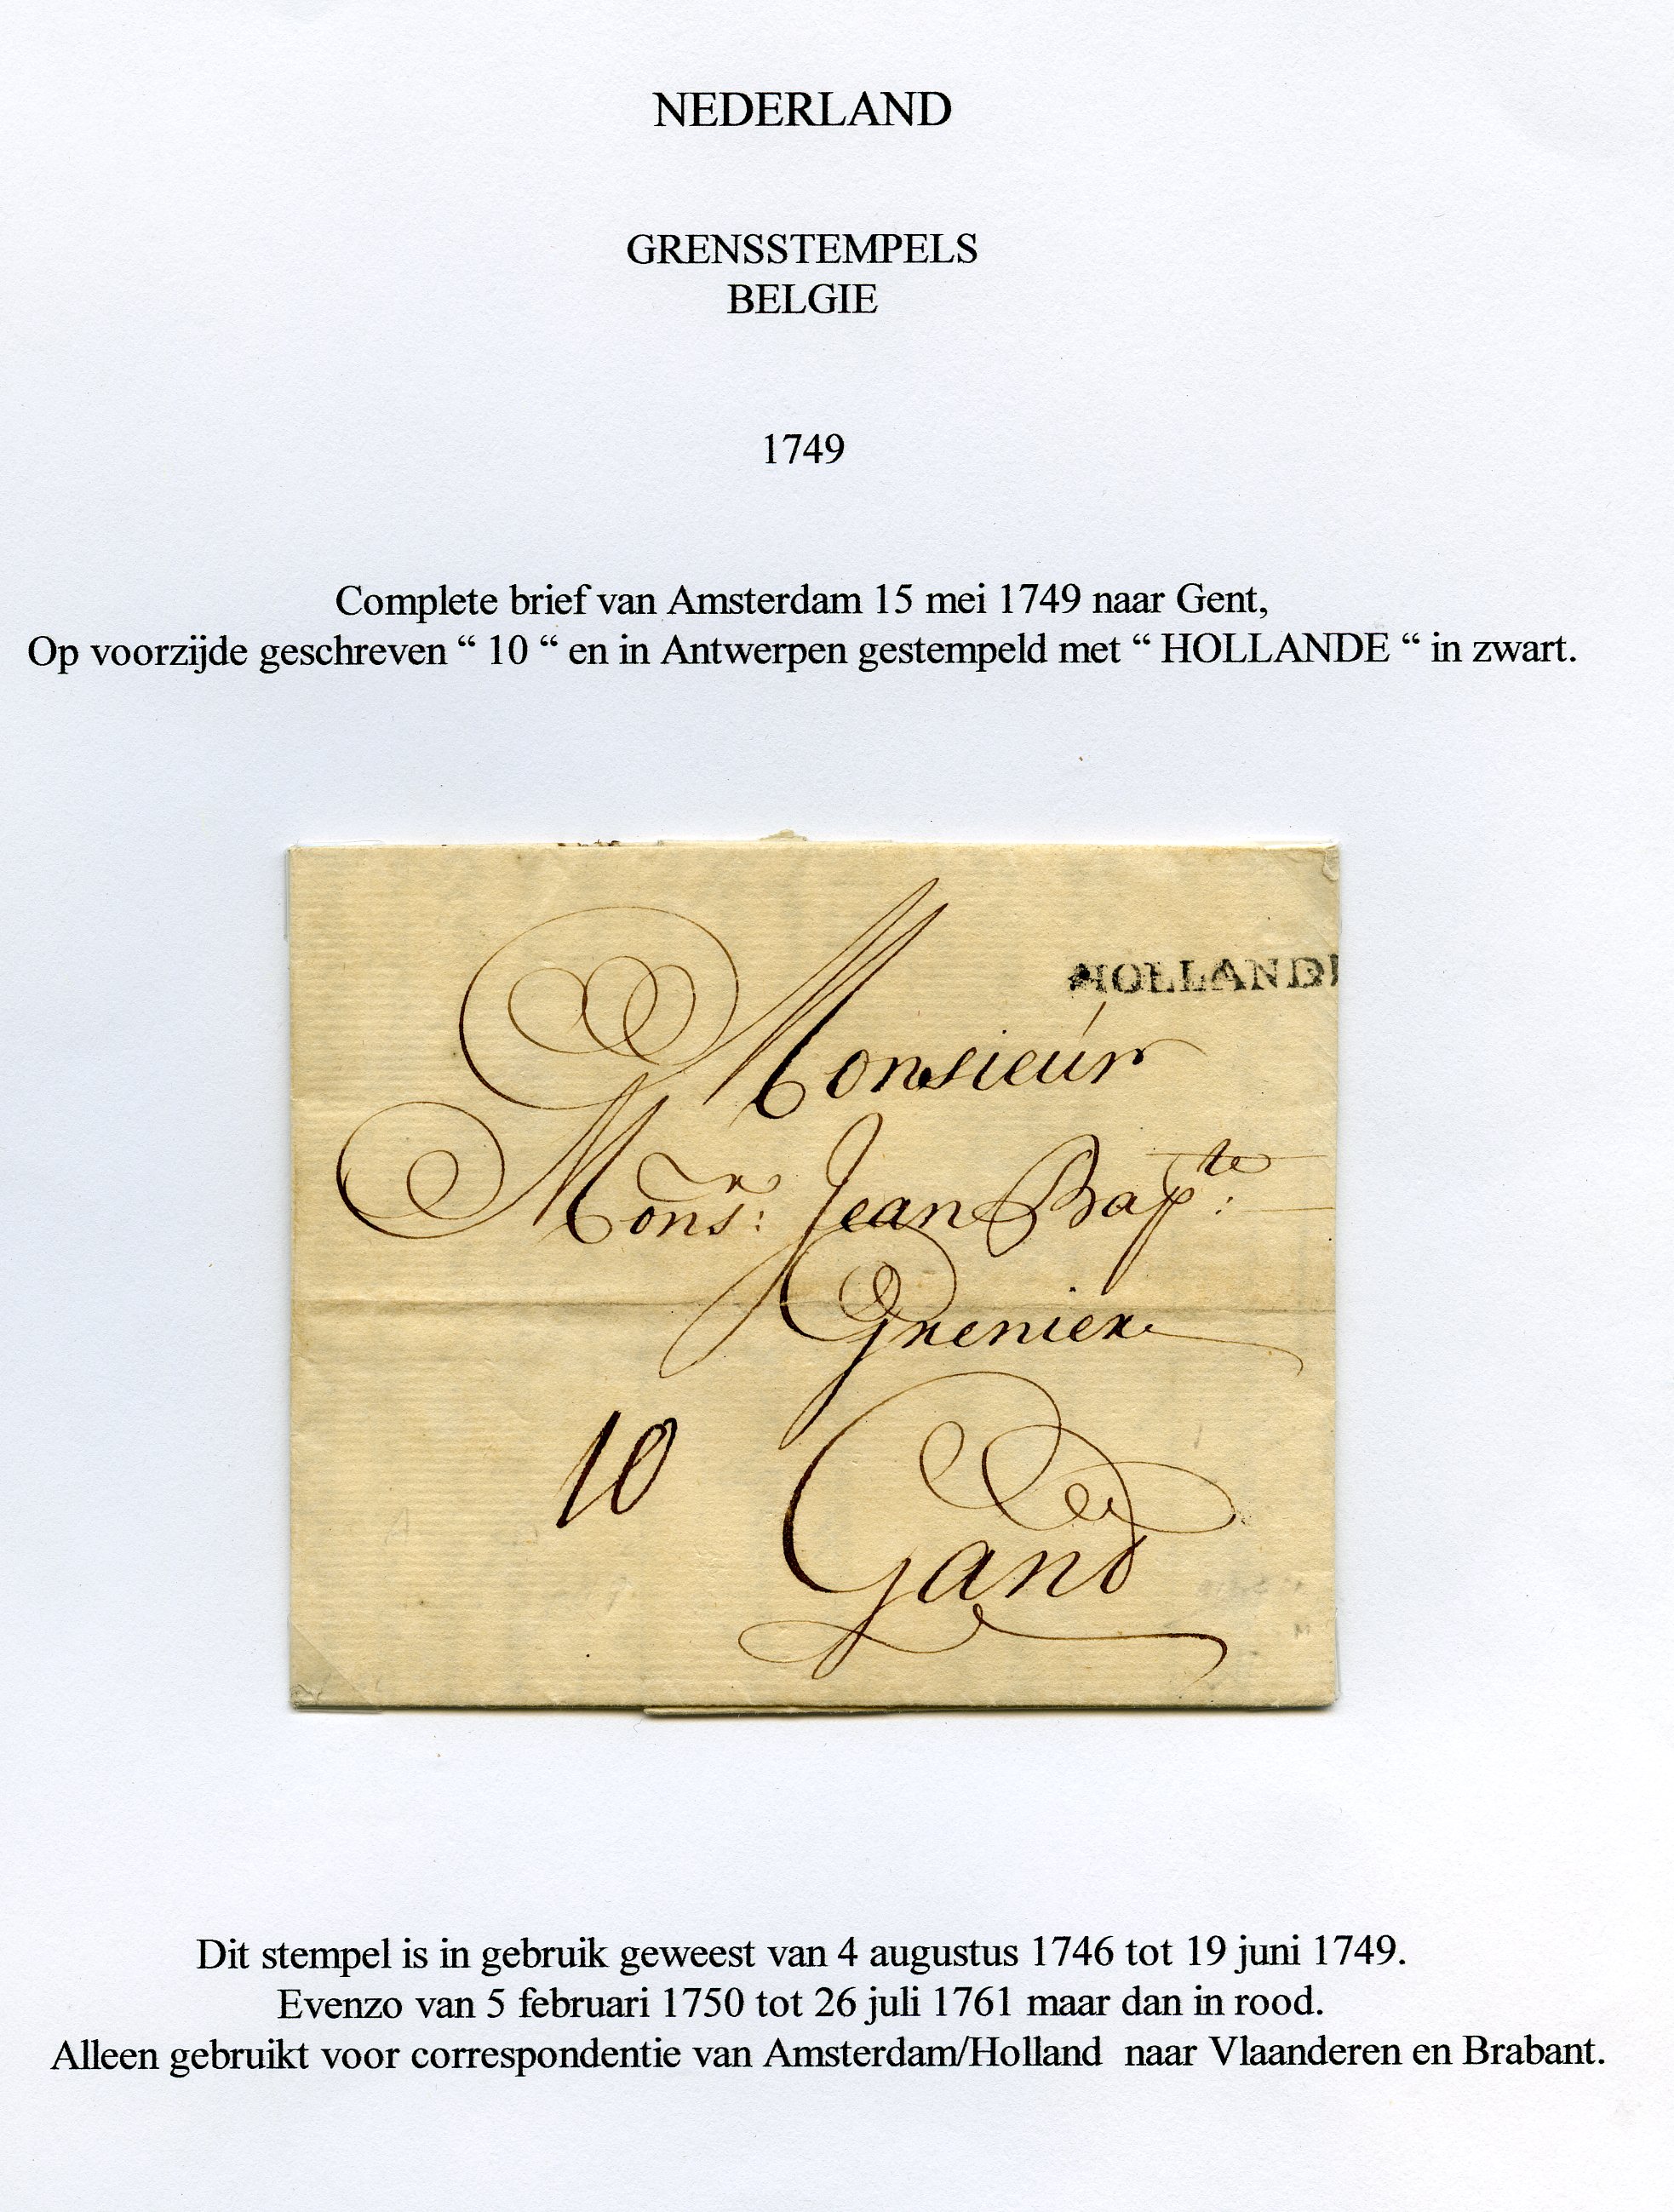 NEDERLAND
GRENSSTEMPELS
BELGIE
1749
Complete brief van Amsterdam 15 mei 1749 naar Gent,
Op voorzijde geschreven “ 10 “ en in Antwerpen gestempeld met “ HOLLANDE “ in zwart.
HOLLANDE
Monsieúr
Monsr: Jean Bapte:
Grenier
10
Gand
Dit stempel is in gebruik geweest van 4 augustus 1746 tot 19 juni 1749.
Evenzo van 5 februari 1750 tot 26 juli 1761 maar dan in rood.
Alleen gebruikt voor correspondentie van Amsterdam/Holland naar Vlaanderen en Brabant.